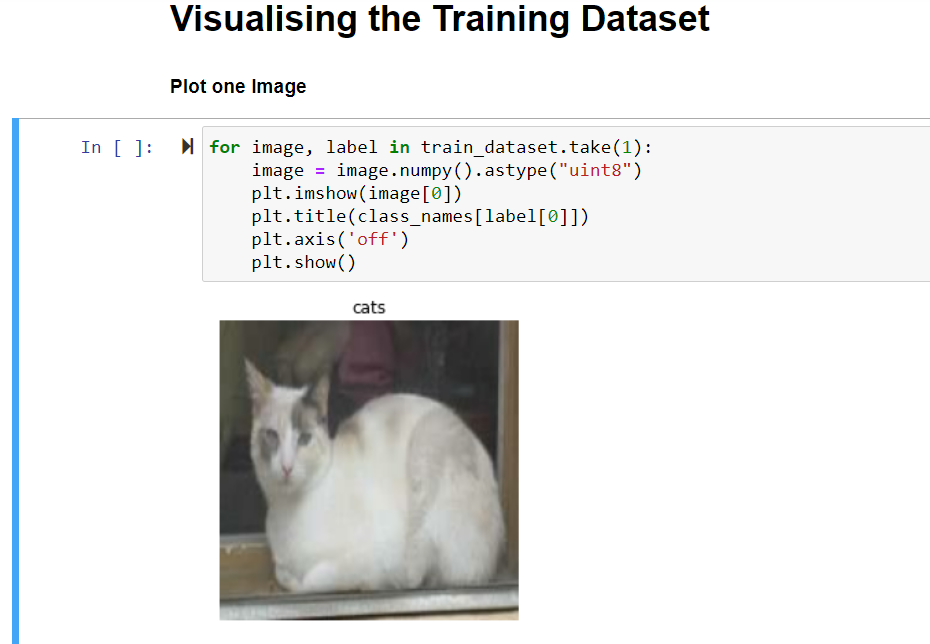 Visualising the Training Dataset
Plot one Image
In [ ]:
for image, label in train_dataset.take(1):
    image = image.numpy().astype("uint8")
    plt.imshow(image[0])
    plt.title(class_names[label[0]])
    plt.axis('off')
    plt.show()
cats